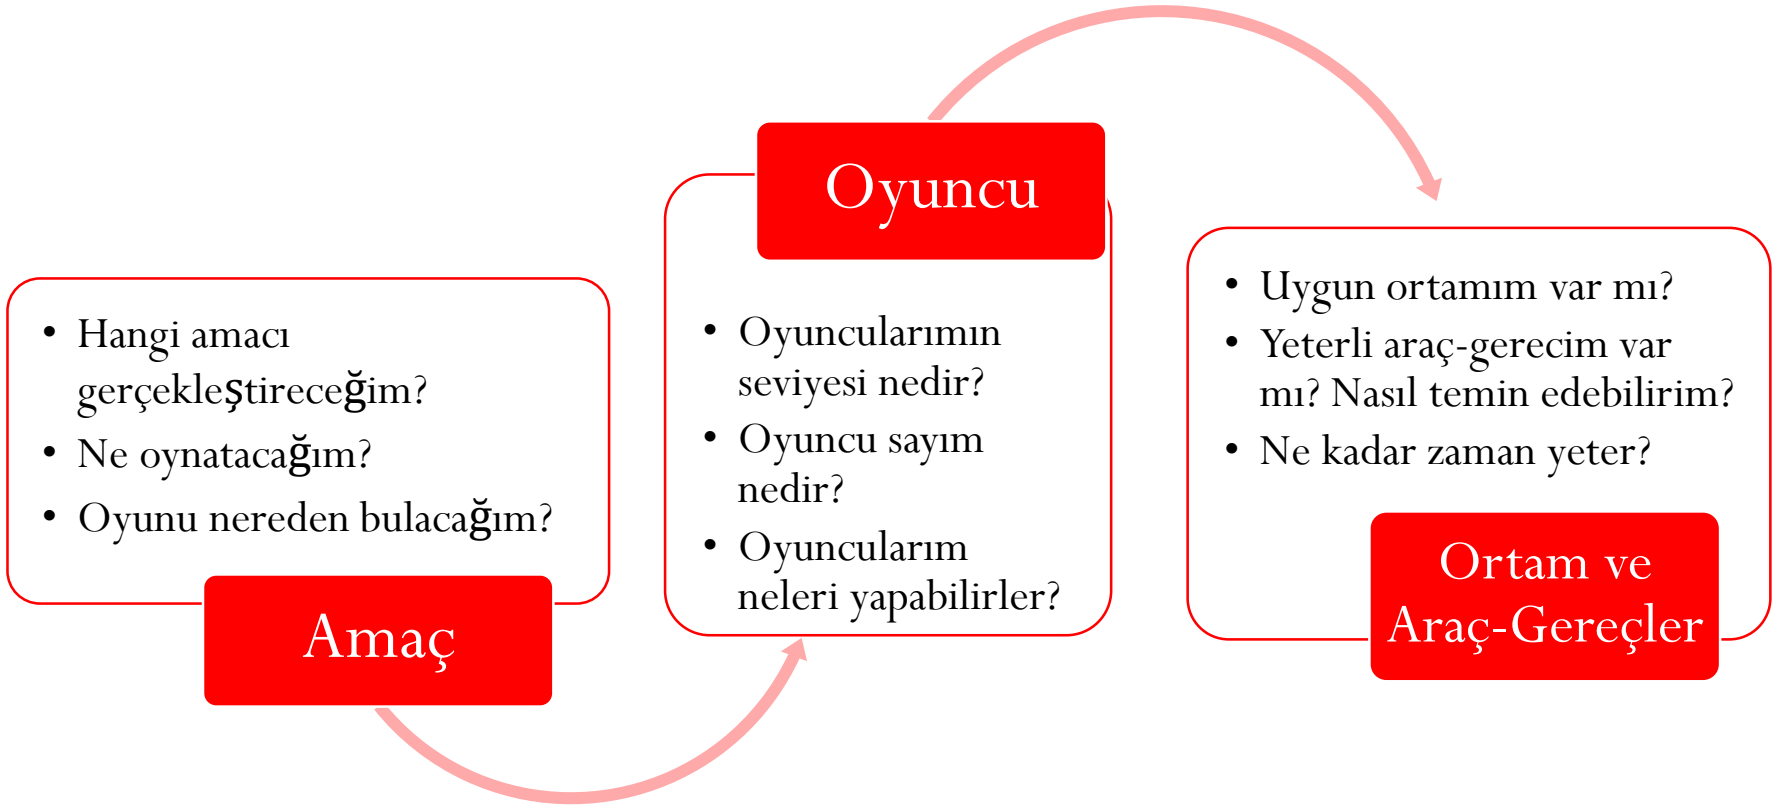 • Hangi amacı
gerçekleştireceğim?
• Ne oynatacağım?
• Oyunu nereden bulacağım?
Amaç
Oyuncu
• Oyuncularımın
seviyesi nedir?
• Oyuncu sayım
nedir?
• Oyuncularım
neleri yapabilirler?
• Uygun ortamım var mı?
• Yeterli araç-gerecim var
mı? Nasıl temin edebilirim?
• Ne kadar zaman yeter?
Ortam ve
Araç-Gereçler